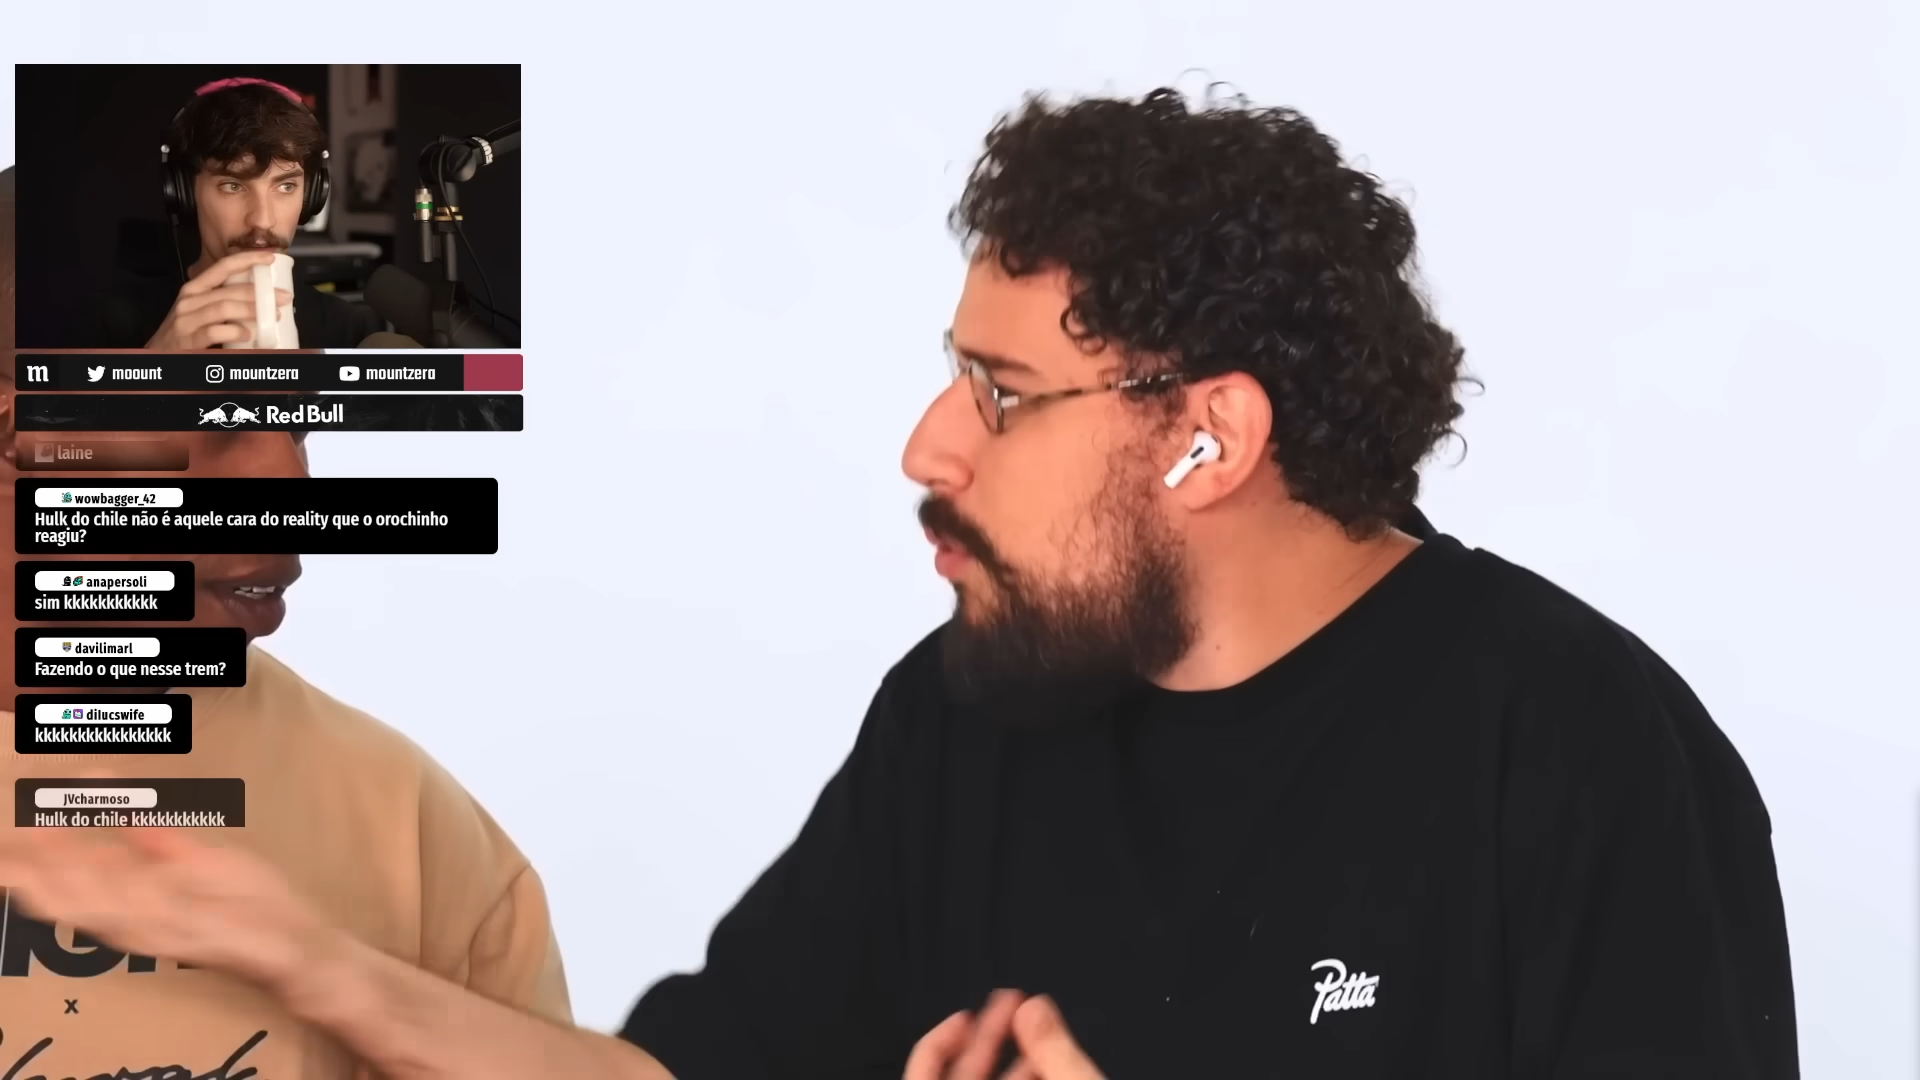 m
moount
mountzera
mountzera
Red Bull
laine
wowbagger_42
Hulk do chile não é aquele cara do reality que o orochinho
reagiu?
anapersoli
sim kkkkkkkkkkk
davilimarl
Fazendo o que nesse trem?
dilucswife
kkkkkkkkkkkkkkkk
JVcharmoso
Hulk do chile kkkkkkkkkkk
x
Patta